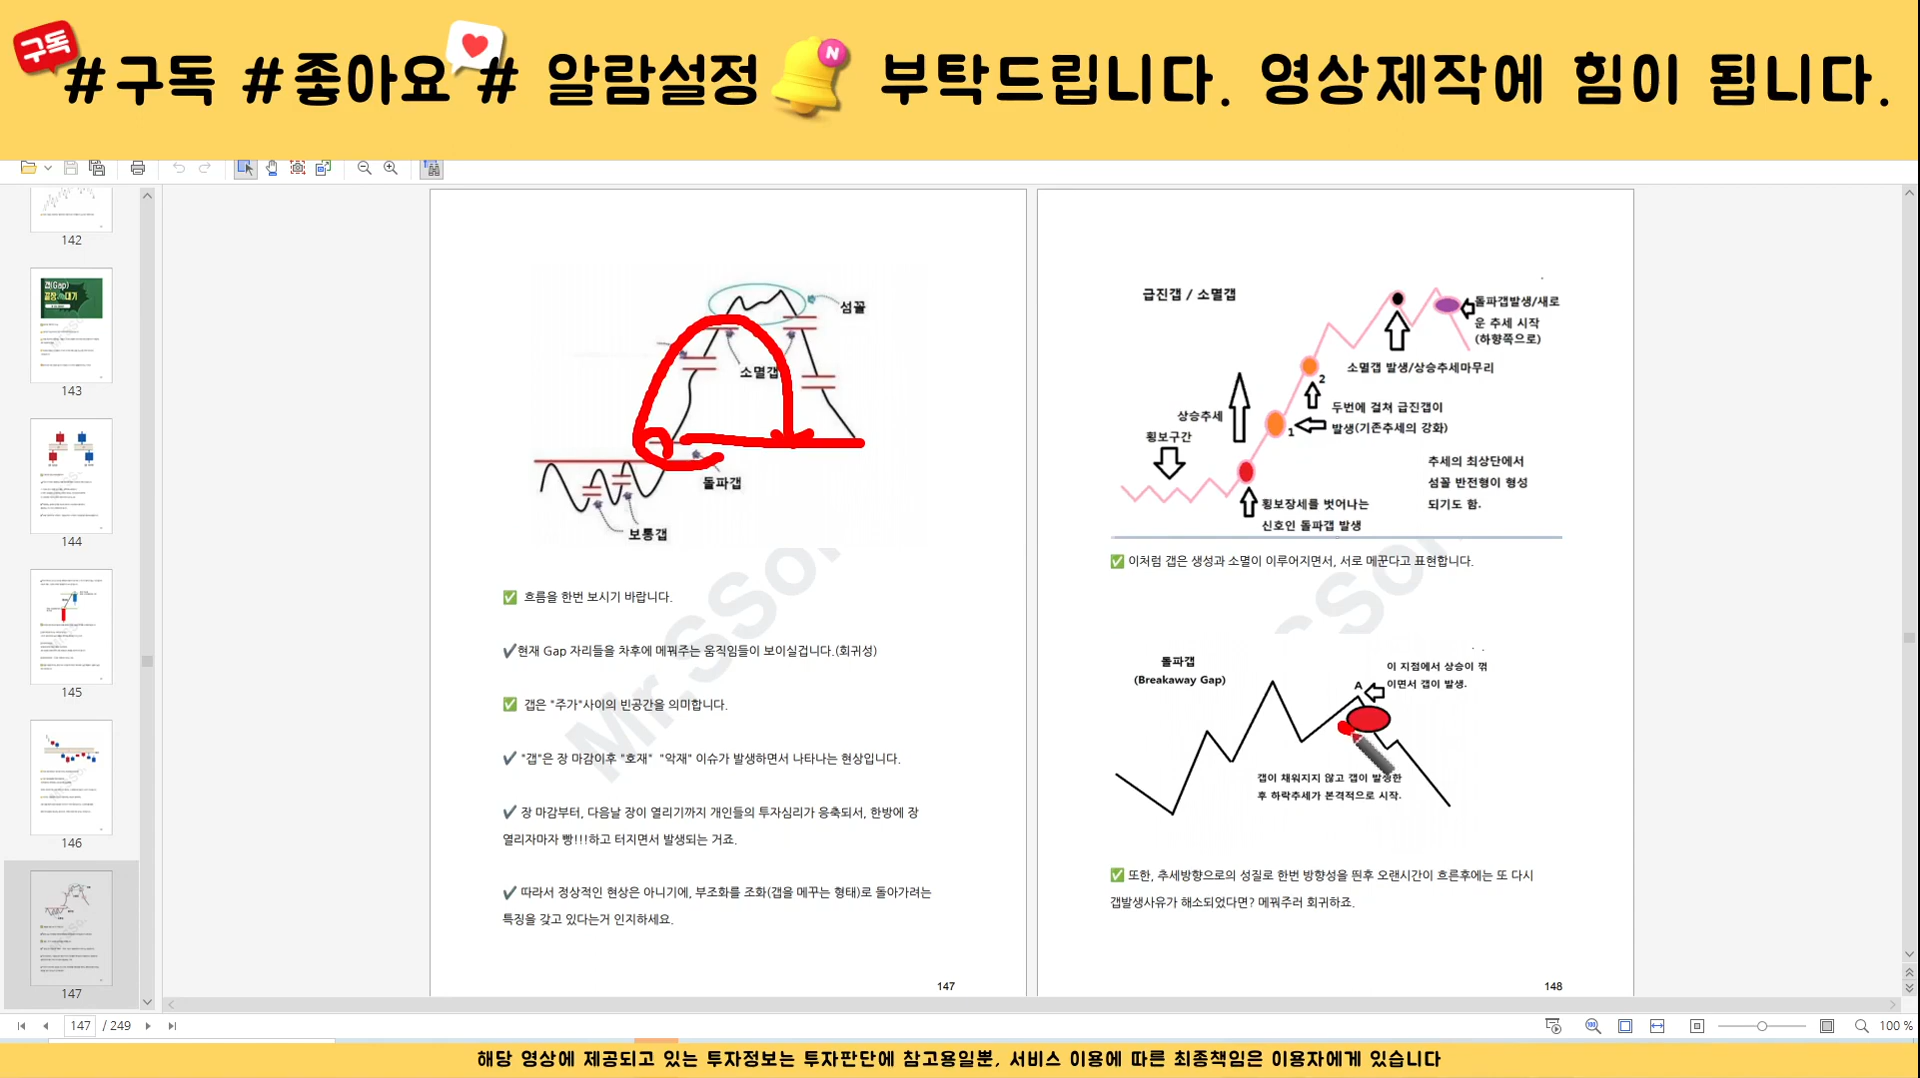 구독
#구독 #좋아요 # 알람설정 부탁드립니다. 영상제작에 힘이 됩니다.
N
142
갭(Gap)
143
144
145
146
147
섬꼴
소멸갭
돌파갭
보통갭
✅ 흐름을 한번 보시기 바랍니다.
✔현재 Gap 자리들을 차후에 메꿔주는 움직임들이 보이실겁니다.(회귀성)
✅ 갭은 "주가"사이의 빈공간을 의미합니다.
✔ "갭"은 장 마감이후 "호재" "악재" 이슈가 발생하면서 나타나는 현상입니다.
✔ 장 마감부터, 다음날 장이 열리기까지 개인들의 투자심리가 응축되서, 한방에 장
열리자마자 빵!!!하고 터지면서 발생되는 거죠.
✔ 따라서 정상적인 현상은 아니기에, 부조화를 조화(갭을 메꾸는 형태)로 돌아가려는
특징을 갖고 있다는거 인지하세요.
147
Mr.SSo
급진갭 / 소멸갭
돌파갭발생/새로
운 추세 시작
(하향쪽으로)
소멸갭 발생/상승추세마무리
2
두번에 걸쳐 급진갭이
발생(기존추세의 강화)
1
상승추세
횡보구간
추세의 최상단에서
섬꼴 반전형이 형성
되기도 함.
횡보장세를 벗어나는
신호인 돌파갭 발생
✅ 이처럼 갭은 생성과 소멸이 이루어지면서, 서로 메꾼다고 표현합니다.
돌파갭
(Breakaway Gap)
이 지점에서 상승이 꺾
이면서 갭이 발생.
A
갭이 채워지지 않고 갭이 발생한
후 하락추세가 본격적으로 시작.
✅ 또한, 추세방향으로의 성질로 한번 방향성을 띈후 오랜시간이 흐른후에는 또 다시
갭발생사유가 해소되었다면? 메꿔주러 회귀하죠.
148
147 / 249
100 %
해당 영상에 제공되고 있는 투자정보는 투자판단에 참고용일뿐, 서비스 이용에 따른 최종책임은 이용자에게 있습니다